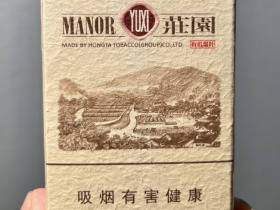 MANOR YUXI 莊園
MADE BY HONGTA TOBACCO(GROUP)CO.,LTD.
吸烟有害健康